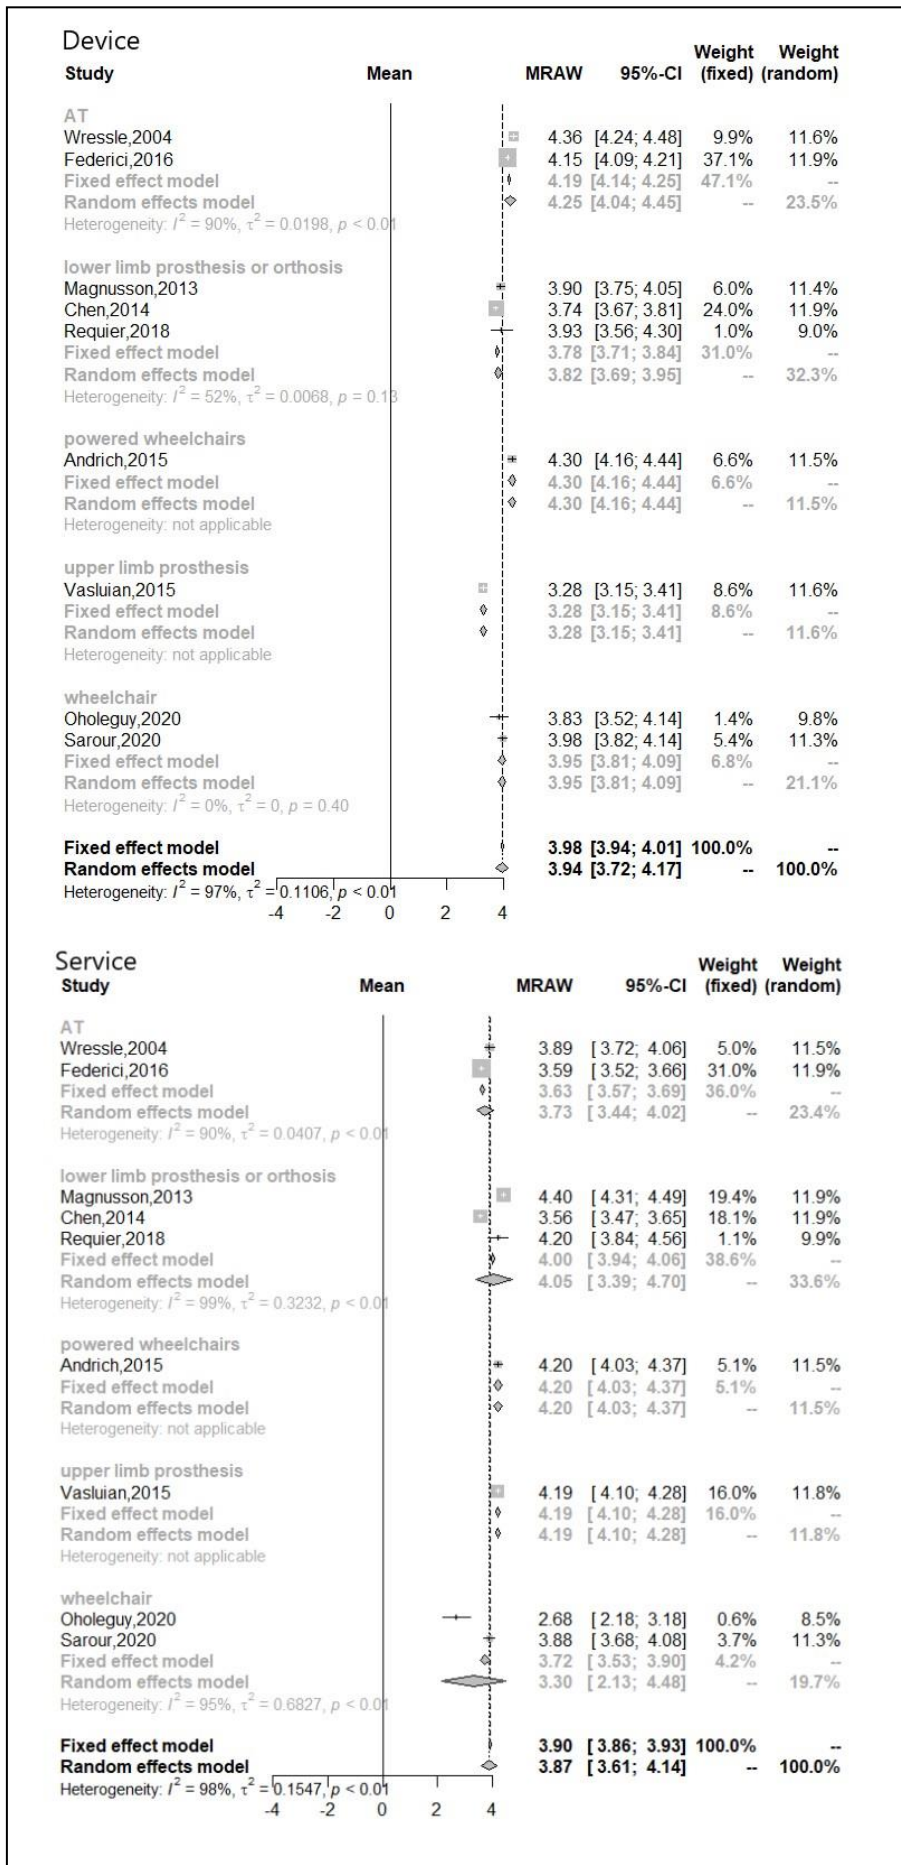 Device
Weight Weight
Study Mean MRAW 95%-CI (fixed) (random)
AT
Wressle,2004 4.36 [4.24; 4.48] 9.9% 11.6%
Federici,2016 4.15 [4.09; 4.21] 37.1% 11.9%
Fixed effect model 4.19 [4.14; 4.25] 47.1% --
Random effects model 4.25 [4.04; 4.45] -- 23.5%
Heterogeneity: I² = 90%, τ² = 0.0198, p < 0.01
lower limb prosthesis or orthosis
Magnusson,2013 3.90 [3.75; 4.05] 6.0% 11.4%
Chen,2014 3.74 [3.67; 3.81] 24.0% 11.9%
Requier,2018 3.93 [3.56; 4.30] 1.0% 9.0%
Fixed effect model 3.78 [3.71; 3.84] 31.0% --
Random effects model 3.82 [3.69; 3.95] -- 32.3%
Heterogeneity: I² = 52%, τ² = 0.0068, p = 0.13
powered wheelchairs
Andrich,2015 4.30 [4.16; 4.44] 6.6% 11.5%
Fixed effect model 4.30 [4.16; 4.44] 6.6% --
Random effects model 4.30 [4.16; 4.44] -- 11.5%
Heterogeneity: not applicable
upper limb prosthesis
Vasluian,2015 3.28 [3.15; 3.41] 8.6% 11.6%
Fixed effect model 3.28 [3.15; 3.41] 8.6% --
Random effects model 3.28 [3.15; 3.41] -- 11.6%
Heterogeneity: not applicable
wheelchair
Oholeguy,2020 3.83 [3.52; 4.14] 1.4% 9.8%
Sarour,2020 3.98 [3.82; 4.14] 5.4% 11.3%
Fixed effect model 3.95 [3.81; 4.09] 6.8% --
Random effects model 3.95 [3.81; 4.09] -- 21.1%
Heterogeneity: I² = 0%, τ² = 0, p = 0.40
Fixed effect model 3.98 [3.94; 4.01] 100.0% --
Random effects model 3.94 [3.72; 4.17] -- 100.0%
Heterogeneity: I² = 97%, τ² = 0.1106, p < 0.01
-4 -2 0 2 4
Service
Weight Weight
Study Mean MRAW 95%-CI (fixed) (random)
AT
Wressle,2004 3.89 [ 3.72; 4.06] 5.0% 11.5%
Federici,2016 3.59 [ 3.52; 3.66] 31.0% 11.9%
Fixed effect model 3.63 [ 3.57; 3.69] 36.0% --
Random effects model 3.73 [ 3.44; 4.02] -- 23.4%
Heterogeneity: I² = 90%, τ² = 0.0407, p < 0.01
lower limb prosthesis or orthosis
Magnusson,2013 4.40 [ 4.31; 4.49] 19.4% 11.9%
Chen,2014 3.56 [ 3.47; 3.65] 18.1% 11.9%
Requier,2018 4.20 [ 3.84; 4.56] 1.1% 9.9%
Fixed effect model 4.00 [ 3.94; 4.06] 38.6% --
Random effects model 4.05 [ 3.39; 4.70] -- 33.6%
Heterogeneity: I² = 99%, τ² = 0.3232, p < 0.01
powered wheelchairs
Andrich,2015 4.20 [ 4.03; 4.37] 5.1% 11.5%
Fixed effect model 4.20 [ 4.03; 4.37] 5.1% --
Random effects model 4.20 [ 4.03; 4.37] -- 11.5%
Heterogeneity: not applicable
upper limb prosthesis
Vasluian,2015 4.19 [ 4.10; 4.28] 16.0% 11.8%
Fixed effect model 4.19 [ 4.10; 4.28] 16.0% --
Random effects model 4.19 [ 4.10; 4.28] -- 11.8%
Heterogeneity: not applicable
wheelchair
Oholeguy,2020 2.68 [ 2.18; 3.18] 0.6% 8.5%
Sarour,2020 3.88 [ 3.68; 4.08] 3.7% 11.3%
Fixed effect model 3.72 [ 3.53; 3.90] 4.2% --
Random effects model 3.30 [ 2.13; 4.48] -- 19.7%
Heterogeneity: I² = 95%, τ² = 0.6827, p < 0.01
Fixed effect model 3.90 [ 3.86; 3.93] 100.0% --
Random effects model 3.87 [ 3.61; 4.14] -- 100.0%
Heterogeneity: I² = 98%, τ² = 0.1547, p < 0.01
-4 -2 0 2 4